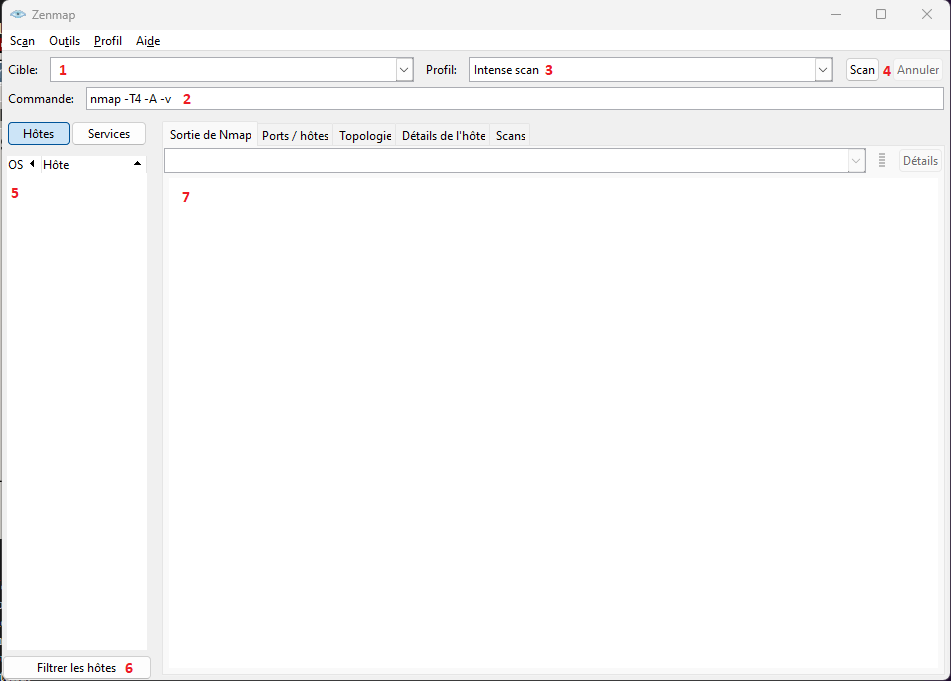 Zenmap
Scan Outils Profil Aide
Cible: 1 Profil: Intense scan 3 Scan 4 Annuler
Commande: nmap -T4 -A -v 2
Hôtes Services Sortie de Nmap Ports / hôtes Topologie Détails de l'hôte Scans
OS Hôte Détails
5 7
Filtrer les hôtes 6